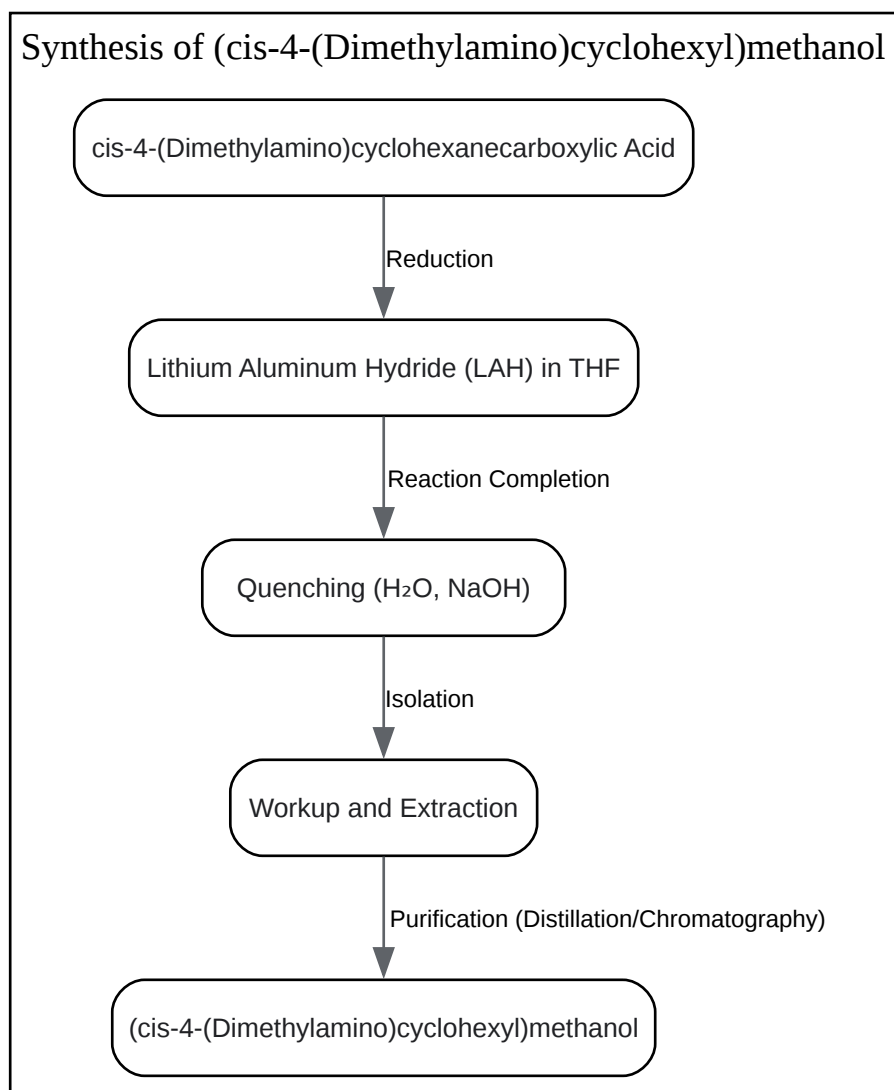 Synthesis of (cis-4-(Dimethylamino)cyclohexyl)methanol
cis-4-(Dimethylamino)cyclohexanecarboxylic Acid
Reduction
Lithium Aluminum Hydride (LAH) in THF
Reaction Completion
Quenching (H₂O, NaOH)
Isolation
Workup and Extraction
Purification (Distillation/Chromatography)
(cis-4-(Dimethylamino)cyclohexyl)methanol